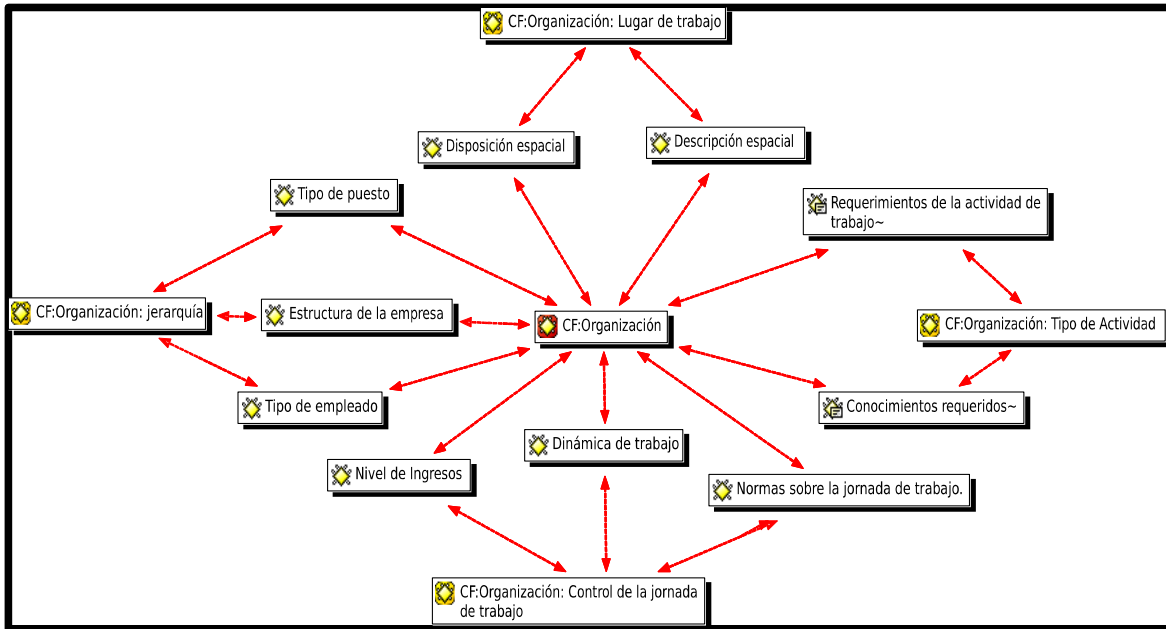 CF:Organización: Lugar de trabajo
Disposición espacial
Descripción espacial
Tipo de puesto
Requerimientos de la actividad de
trabajo~
CF:Organización: jerarquía
Estructura de la empresa
CF:Organización
CF:Organización: Tipo de Actividad
Tipo de empleado
Conocimientos requeridos~
Dinámica de trabajo
Nivel de Ingresos
Normas sobre la jornada de trabajo.
CF:Organización: Control de la jornada
de trabajo